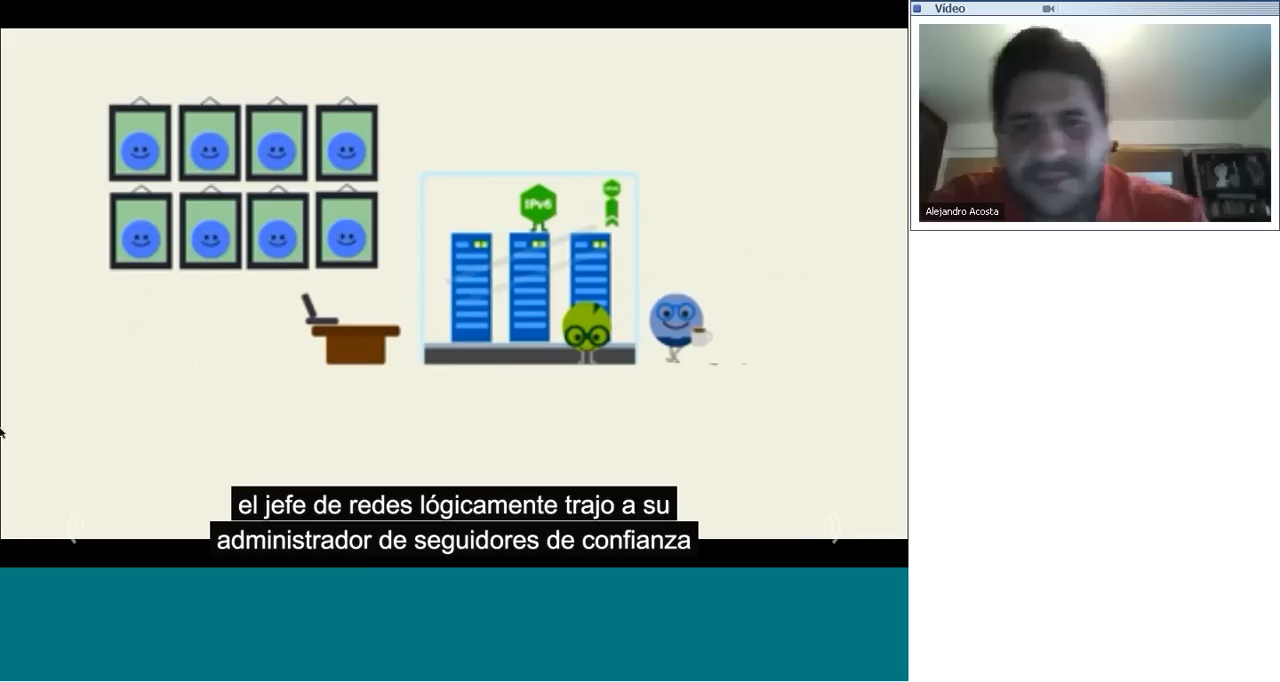 Vídeo
Alejandro Acosta
IPv6
el jefe de redes lógicamente trajo a su
administrador de seguidores de confianza